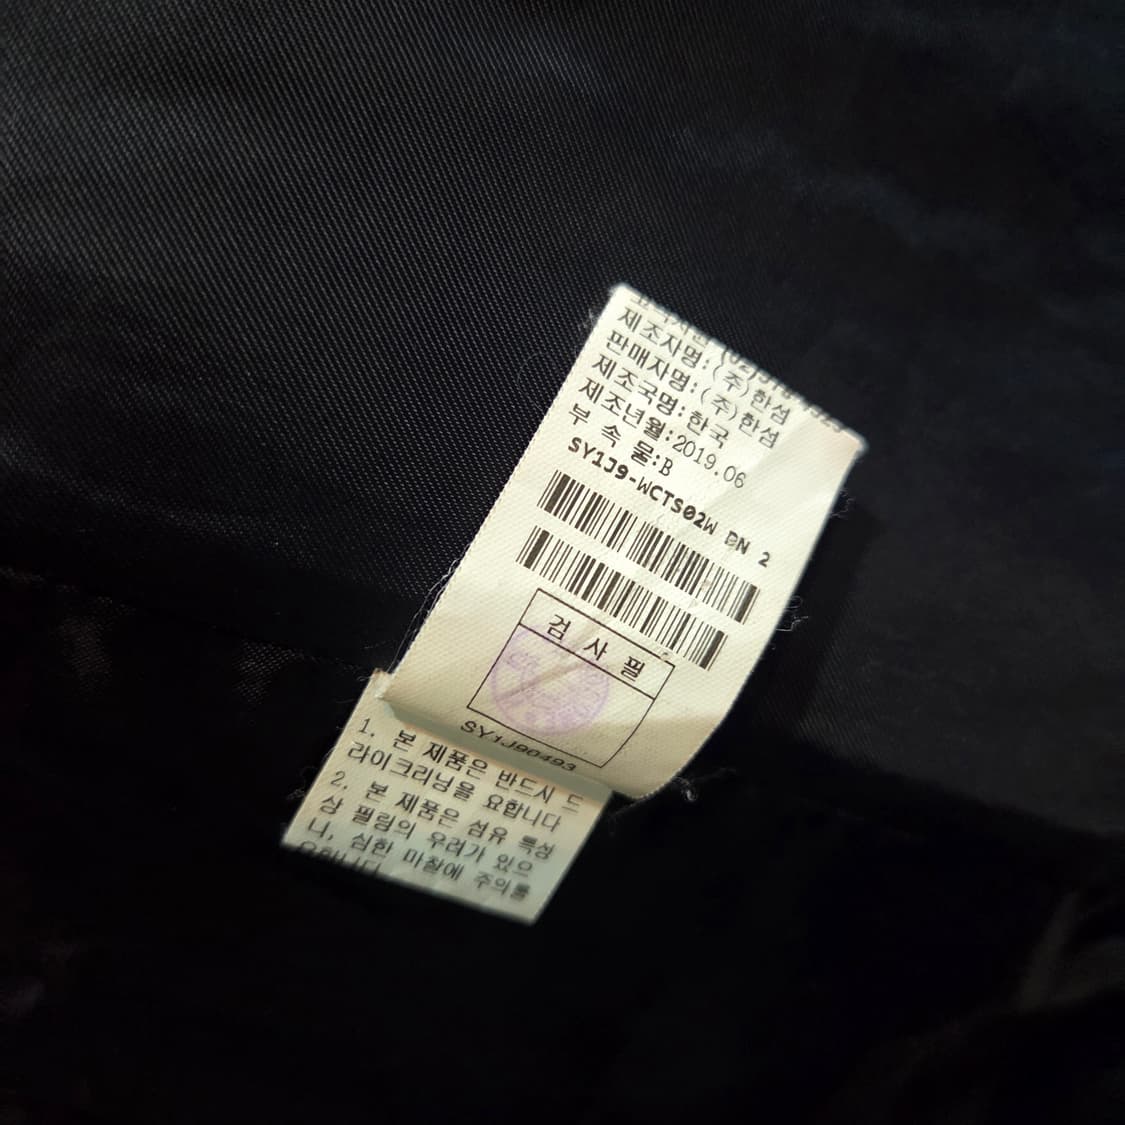 제조자명:(주)한섬
판매자명:(주)한섬
제조국명:한국
제조년월:2019.06
부 속 물:B
SY1J9-WCTS02W DN 2
검 사 필
SY1J90493
1. 본 제품은 반드시 드
라이크리닝을 요합니다
2. 본 제품은 섬유 특성
상 필링의 우려가 있으
니, 심한 마찰에 주의를
요합니다